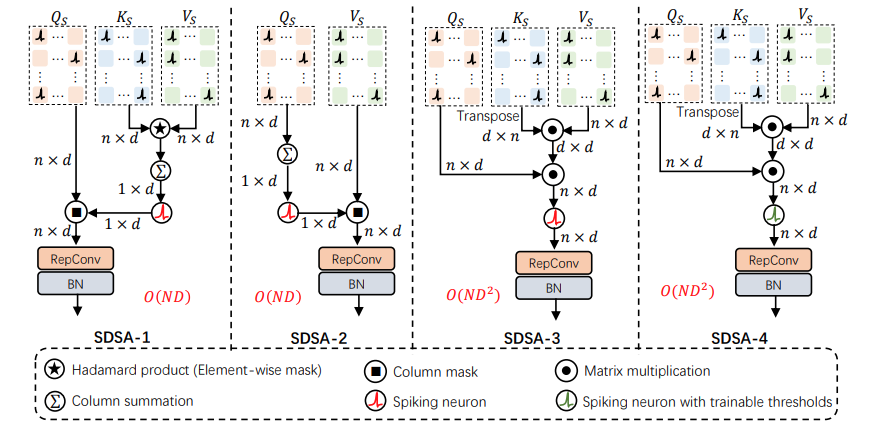 Q_S K_S V_S
n × d
n × d
n × d
Σ
1 × d
1 × d
n × d
RepConv
BN
O(ND)
SDSA-1
Q_S V_S
n × d
Σ
n × d
1 × d
1 × d
n × d
RepConv
BN
O(ND)
SDSA-2
Q_S K_S V_S
Transpose
d × n
n × d
d × d
n × d
n × d
n × d
RepConv
BN
O(ND²)
SDSA-3
Q_S K_S V_S
Transpose
d × n
n × d
d × d
n × d
n × d
n × d
RepConv
BN
O(ND²)
SDSA-4
Hadamard product (Element-wise mask)
Column mask
Matrix multiplication
Σ Column summation
Spiking neuron
Spiking neuron with trainable thresholds